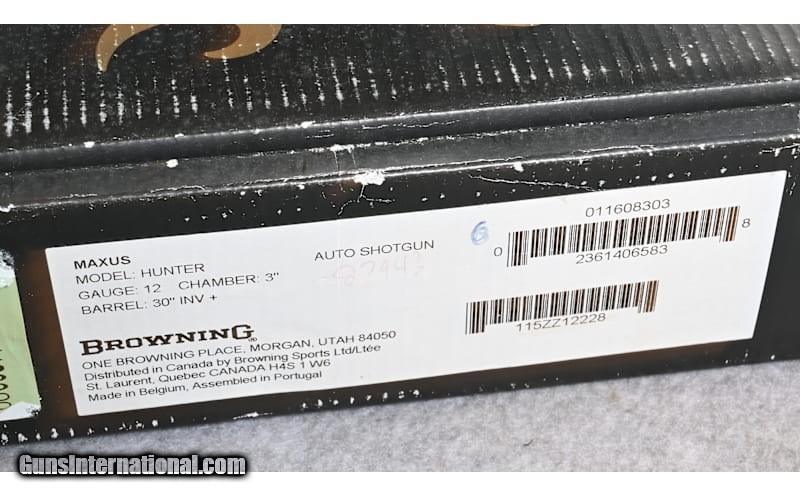 MAXUS
MODEL: HUNTER
GAUGE: 12 CHAMBER: 3"
BARREL: 30" INV +
AUTO SHOTGUN
6
011608303
0 2361406583 8
115ZZ12228
BROWNING®
ONE BROWNING PLACE, MORGAN, UTAH 84050
Distributed in Canada by Browning Sports Ltd/Ltée
St. Laurent, Quebec CANADA H4S 1 W6
Made in Belgium, Assembled in Portugal
GunsInternational.com